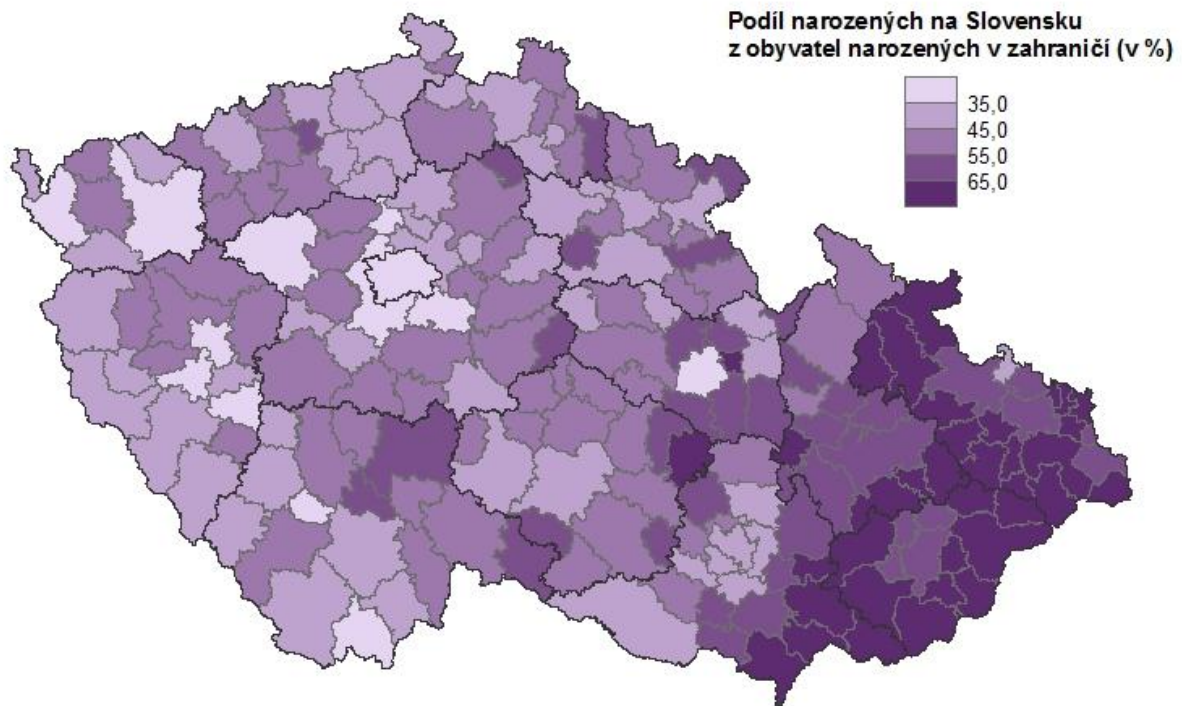 Podíl narozených na Slovensku
z obyvatel narozených v zahraničí (v %)
35,0
45,0
55,0
65,0